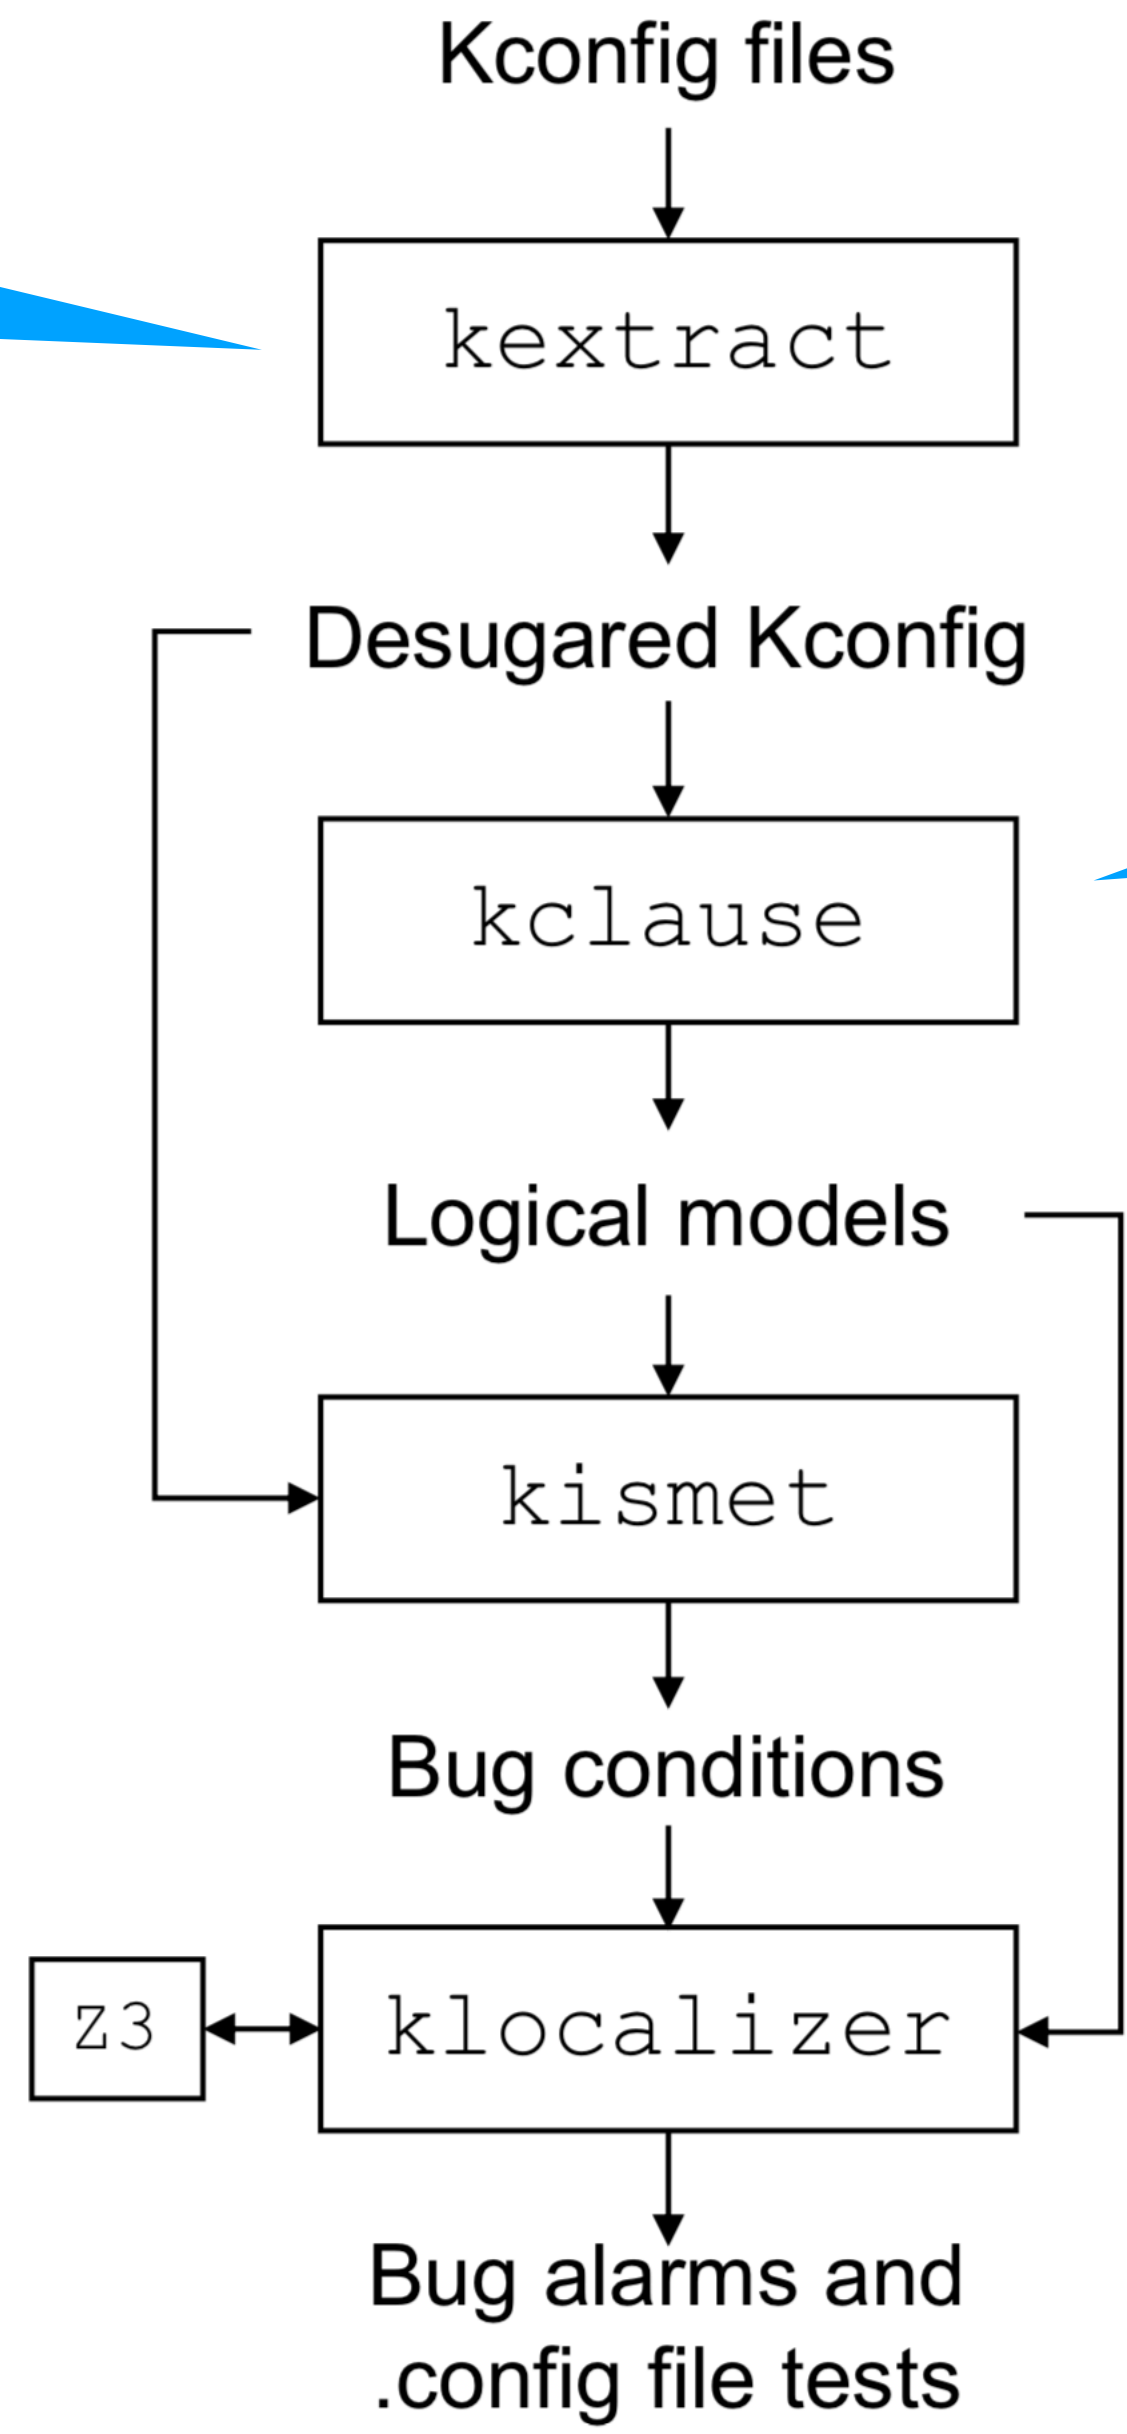 Kconfig files
kextract
Desugared Kconfig
kclause
Logical models
kismet
Bug conditions
Z3
klocalizer
Bug alarms and
.config file tests